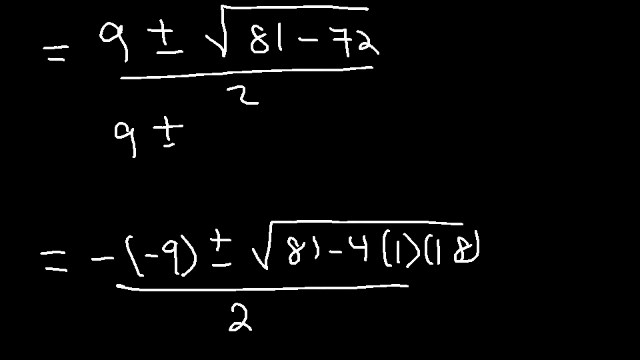 = (9 ± √(81 - 72)) / 2
9 ±
= (-(-9) ± √(81 - 4(1)(18))) / 2